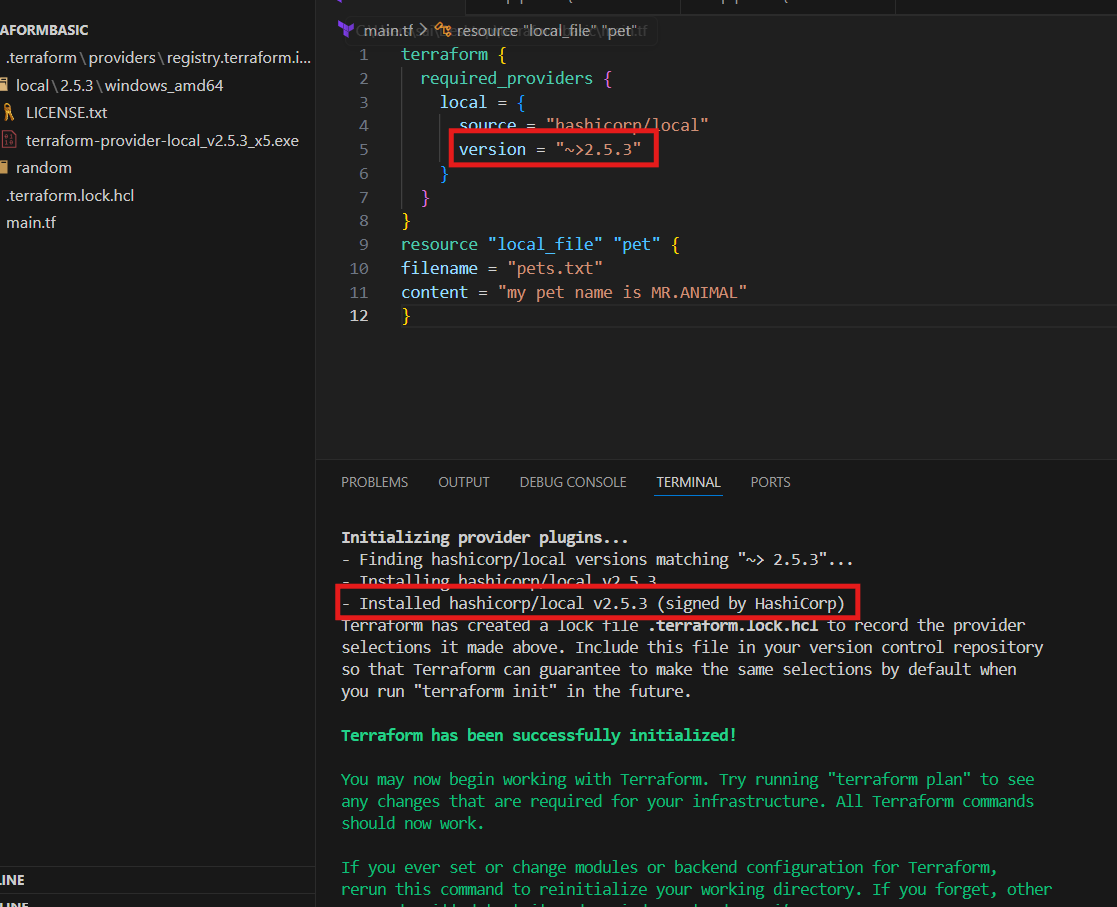 AFORMBASIC
.terraform\providers\registry.terraform.i...
local\2.5.3\windows_amd64
LICENSE.txt
terraform-provider-local_v2.5.3_x5.exe
random
.terraform.lock.hcl
main.tf
LINE
main.tf > resource "local_file" "pet"
1 terraform {
2 required_providers {
3 local = {
4 source = "hashicorp/local"
5 version = "~>2.5.3"
6 }
7 }
8 }
9 resource "local_file" "pet" {
10 filename = "pets.txt"
11 content = "my pet name is MR.ANIMAL"
12 }
PROBLEMS OUTPUT DEBUG CONSOLE TERMINAL PORTS
Initializing provider plugins...
- Finding hashicorp/local versions matching "~> 2.5.3"...
- Installing hashicorp/local v2.5.3
- Installed hashicorp/local v2.5.3 (signed by HashiCorp)
Terraform has created a lock file .terraform.lock.hcl to record the provider
selections it made above. Include this file in your version control repository
so that Terraform can guarantee to make the same selections by default when
you run "terraform init" in the future.
Terraform has been successfully initialized!
You may now begin working with Terraform. Try running "terraform plan" to see
any changes that are required for your infrastructure. All Terraform commands
should now work.
If you ever set or change modules or backend configuration for Terraform,
rerun this command to reinitialize your working directory. If you forget, other